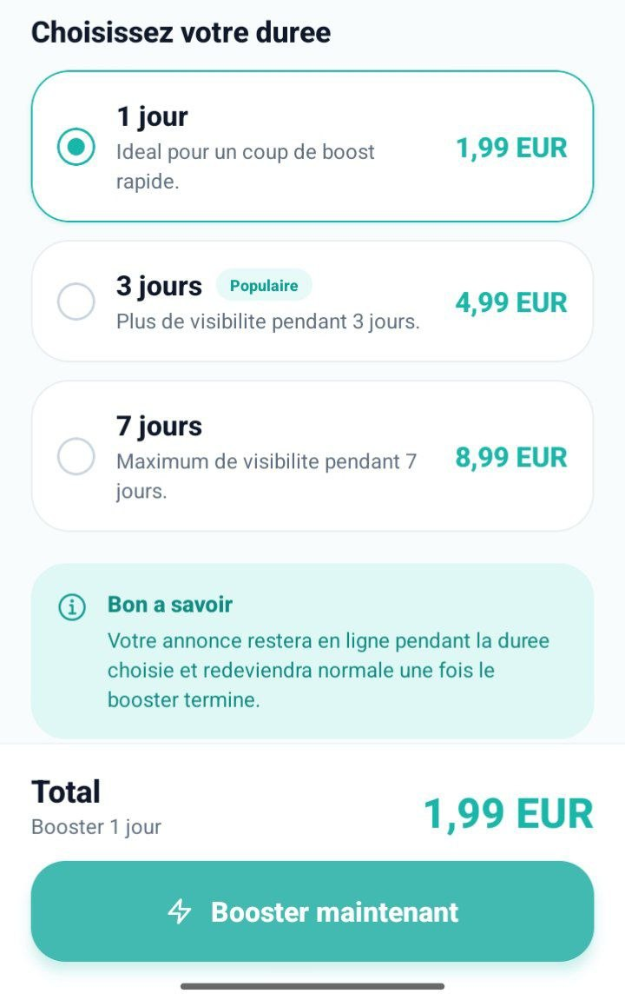 Choisissez votre duree
1 jour
Ideal pour un coup de boost
rapide.
1,99 EUR
3 jours Populaire
Plus de visibilite pendant 3 jours.
4,99 EUR
7 jours
Maximum de visibilite pendant 7
jours.
8,99 EUR
Bon a savoir
Votre annonce restera en ligne pendant la duree
choisie et redeviendra normale une fois le
booster termine.
Total
Booster 1 jour
1,99 EUR
Booster maintenant